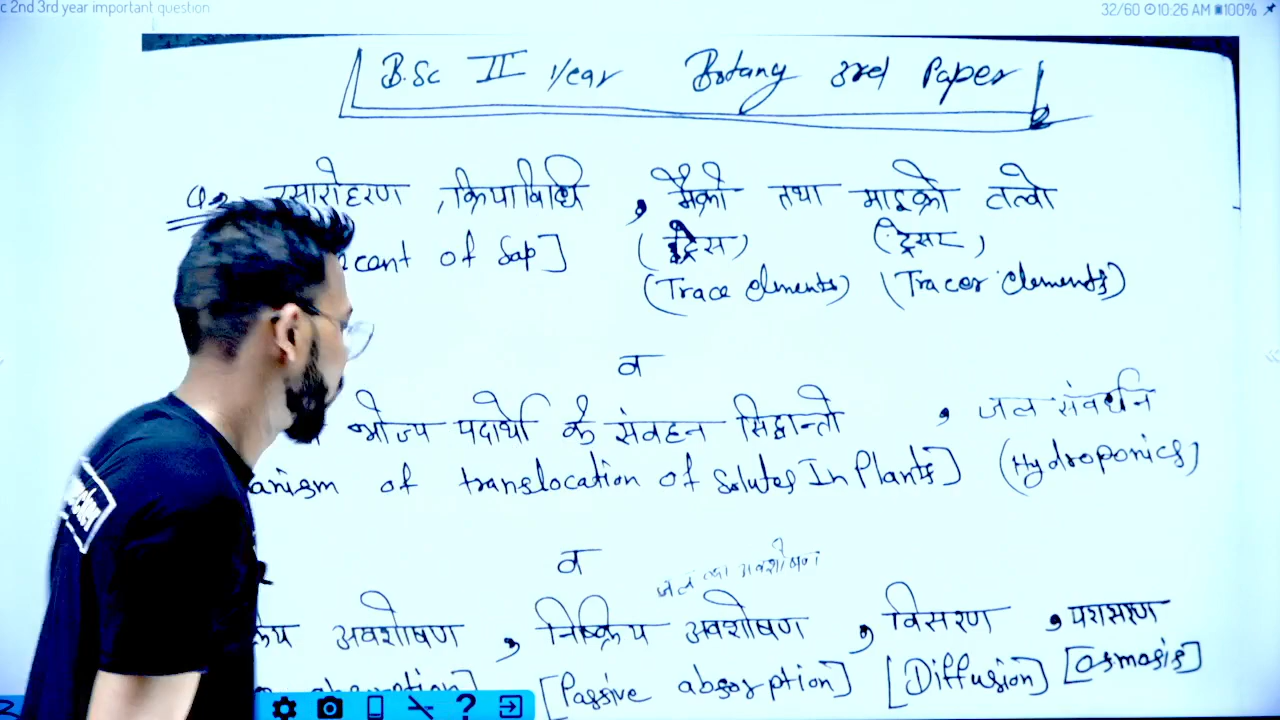 c 2nd 3rd year important question
32/60 10:26 AM 100%
B.Sc II year Botany 3rd Paper
रसारोहरण , क्रियाविधि , मैक्रो तथा माइक्रो तत्वो
cent of Sap] (ट्रेस) (ट्रेसर)
(Trace elements) (Tracer elements)
व
भोज्य पदार्थो के संवहन सिद्वान्तो , जल संवर्धन
anism of translocation of Solutes In Plants] (Hydroponics)
व
जल का अवशोषण
अवशोषण , निष्क्रिय अवशोषण , विसरण , परासरण
[Passive absorption] [Diffusion] [osmosis]